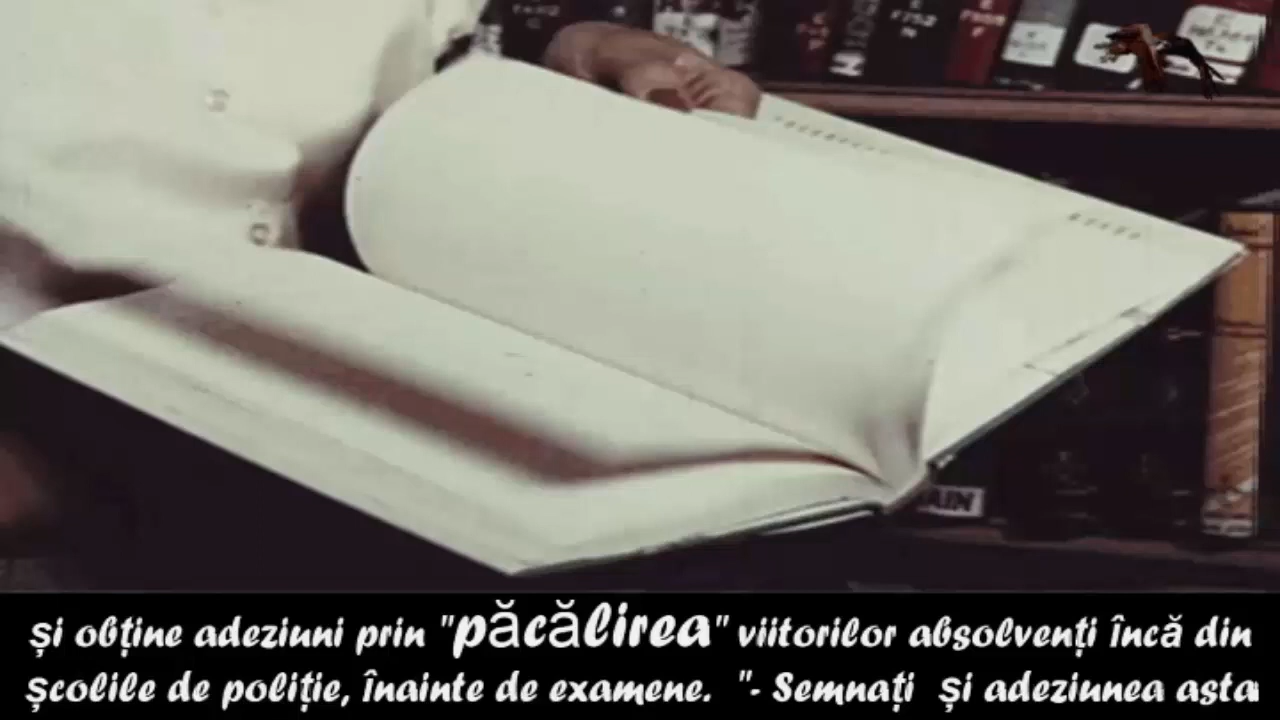 AIN
și obține adeziuni prin "păcălirea" viitorilor absolvenți încă din
școlile de poliție, înainte de examene. "- Semnați și adeziunea asta